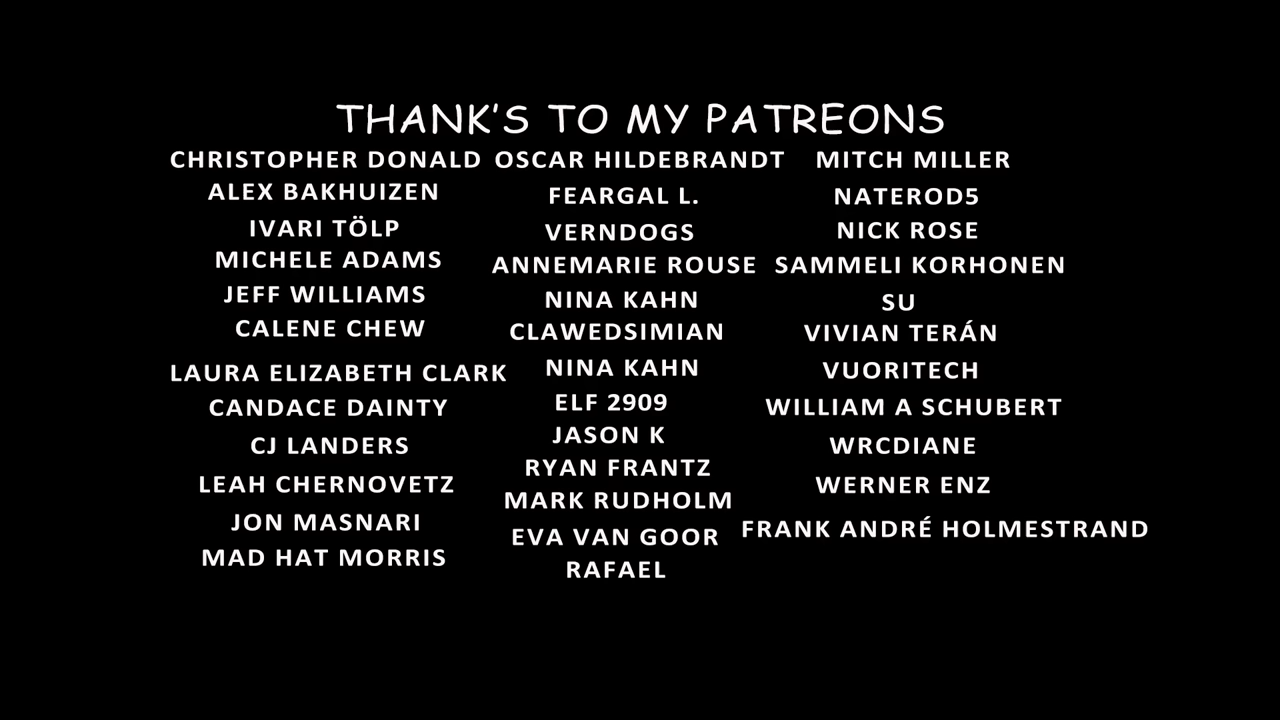 THANK'S TO MY PATREONS
CHRISTOPHER DONALD
ALEX BAKHUIZEN
IVARI TÖLP
MICHELE ADAMS
JEFF WILLIAMS
CALENE CHEW
LAURA ELIZABETH CLARK
CANDACE DAINTY
CJ LANDERS
LEAH CHERNOVETZ
JON MASNARI
MAD HAT MORRIS
OSCAR HILDEBRANDT
FEARGAL L.
VERNDOGS
ANNEMARIE ROUSE
NINA KAHN
CLAWEDSIMIAN
NINA KAHN
ELF 2909
JASON K
RYAN FRANTZ
MARK RUDHOLM
EVA VAN GOOR
RAFAEL
MITCH MILLER
NATEROD5
NICK ROSE
SAMMELI KORHONEN
SU
VIVIAN TERÁN
VUORITECH
WILLIAM A SCHUBERT
WRCDIANE
WERNER ENZ
FRANK ANDRÉ HOLMESTRAND